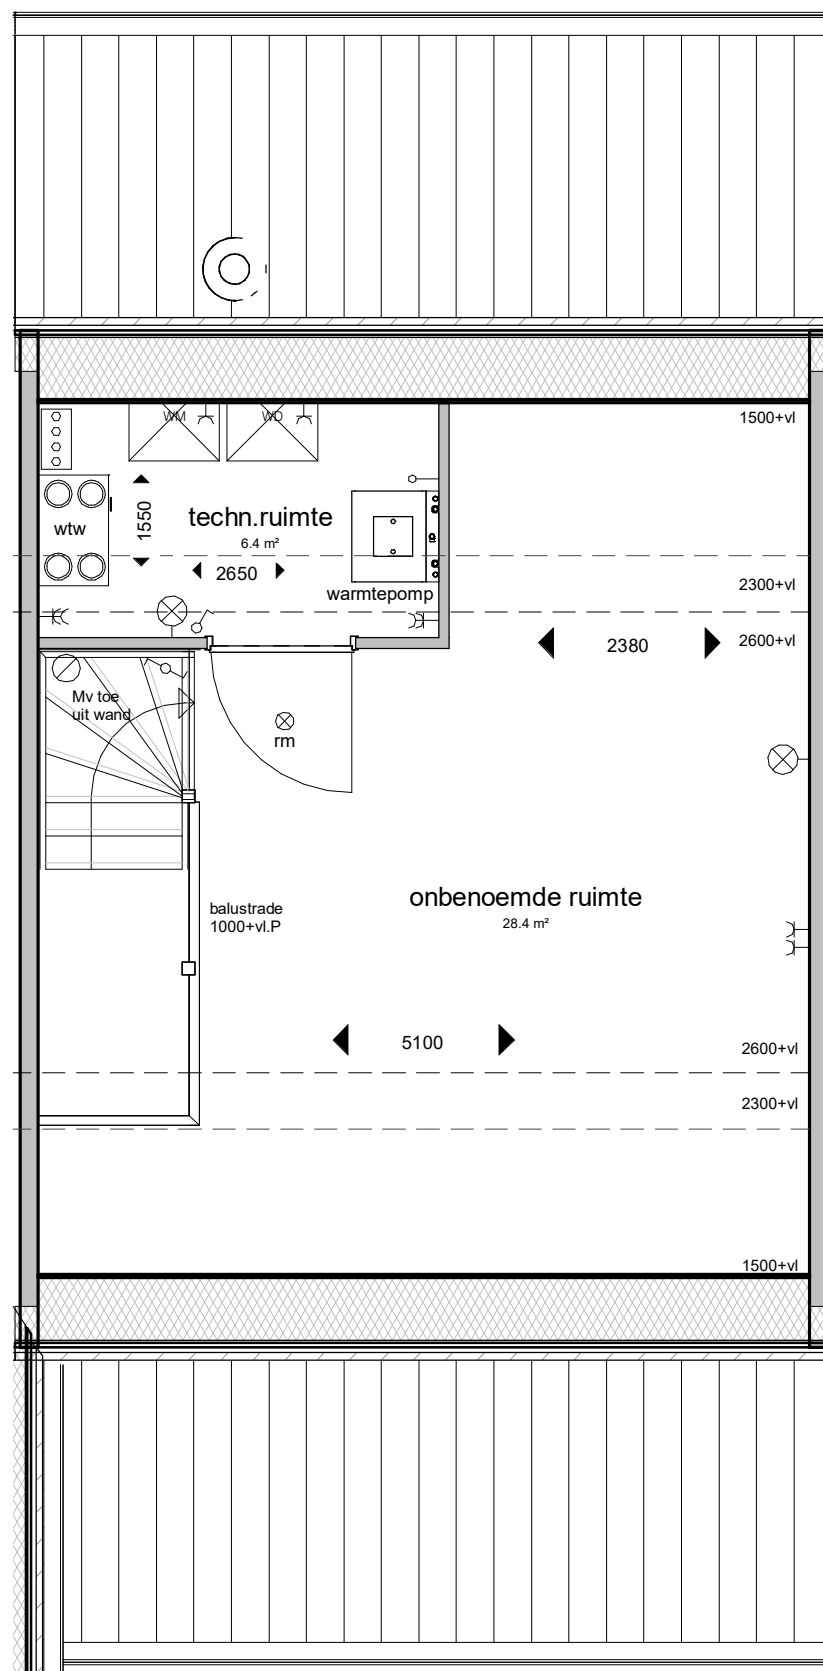 WM
WD
1500+vl
1550
techn.ruimte
wtw
6.4 m²
2650
2300+vl
warmtepomp
2380
2600+vl
Mv toe
uit wand
rm
onbenoemde ruimte
balustrade
28.4 m²
1000+vl.P
5100
2600+vl
2300+vl
1500+vl